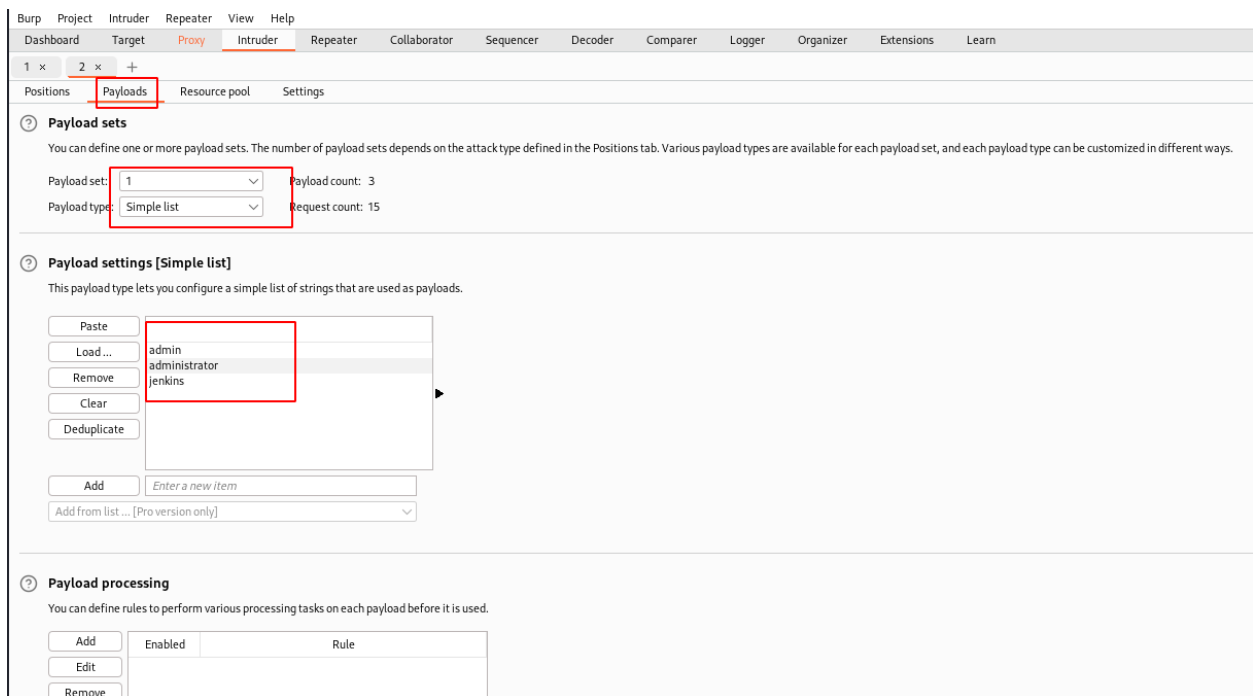 Burp Project Intruder Repeater View Help
Dashboard Target Proxy Intruder Repeater Collaborator Sequencer Decoder Comparer Logger Organizer Extensions Learn
1 × 2 × +
Positions Payloads Resource pool Settings
? Payload sets
You can define one or more payload sets. The number of payload sets depends on the attack type defined in the Positions tab. Various payload types are available for each payload set, and each payload type can be customized in different ways.
Payload set: 1 Payload count: 3
Payload type: Simple list Request count: 15
? Payload settings [Simple list]
This payload type lets you configure a simple list of strings that are used as payloads.
Paste
Load ... admin
administrator
Remove jenkins
Clear
Deduplicate
Add Enter a new item
Add from list ... [Pro version only]
? Payload processing
You can define rules to perform various processing tasks on each payload before it is used.
Add Enabled Rule
Edit
Remove